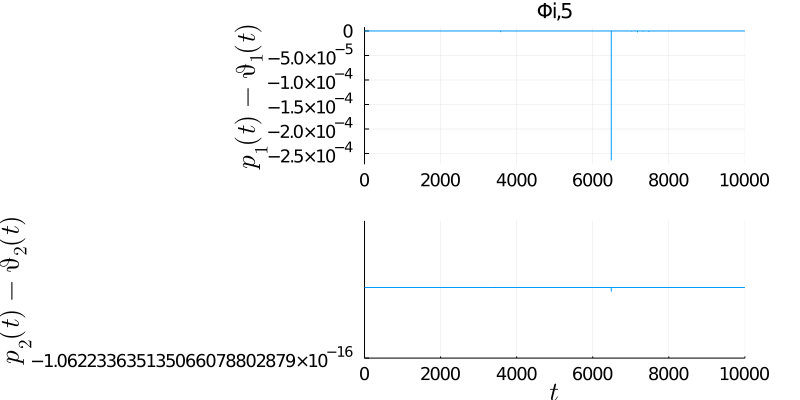 Φi,5
p₁(t) − ϑ₁(t)
0
−5.0×10⁻⁵
−1.0×10⁻⁴
−1.5×10⁻⁴
−2.0×10⁻⁴
−2.5×10⁻⁴
0 2000 4000 6000 8000 10000
p₂(t) − ϑ₂(t)
−1.0622336351350660788028​79×10⁻¹⁶
0 2000 4000 6000 8000 10000
t